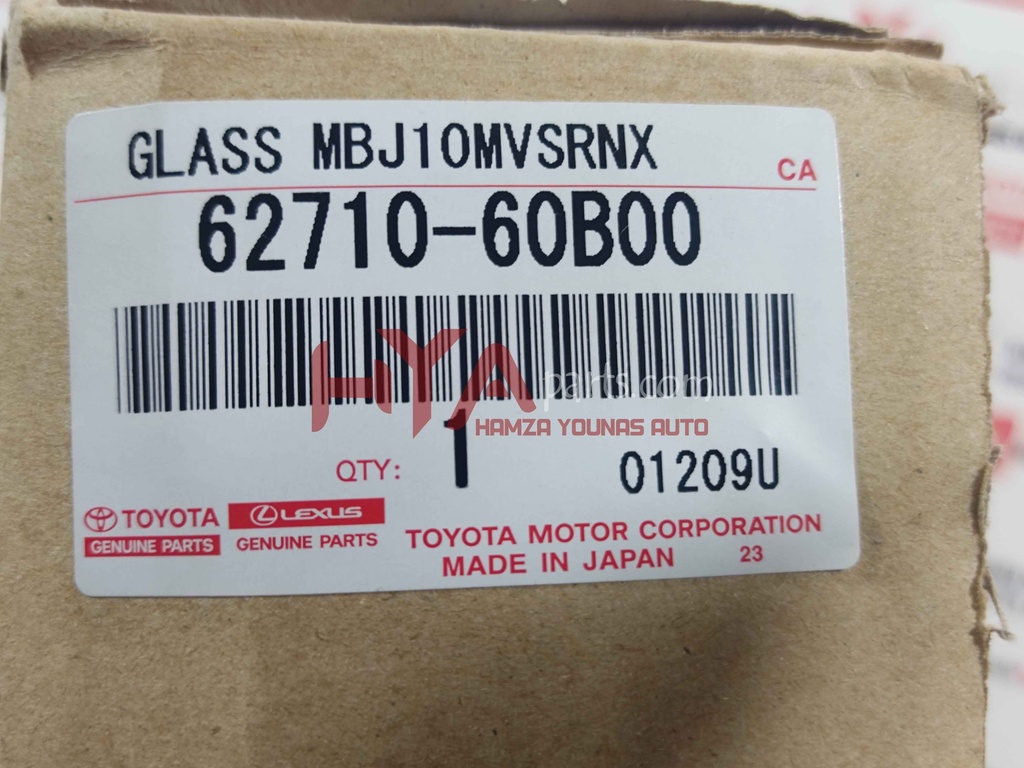 GLASS MBJ10MVSRNX
CA
62710-60B00
HYA parts.com
HAMZA YOUNAS AUTO
QTY: 1
01209U
TOYOTA
GENUINE PARTS
LEXUS
GENUINE PARTS
TOYOTA MOTOR CORPORATION
MADE IN JAPAN 23